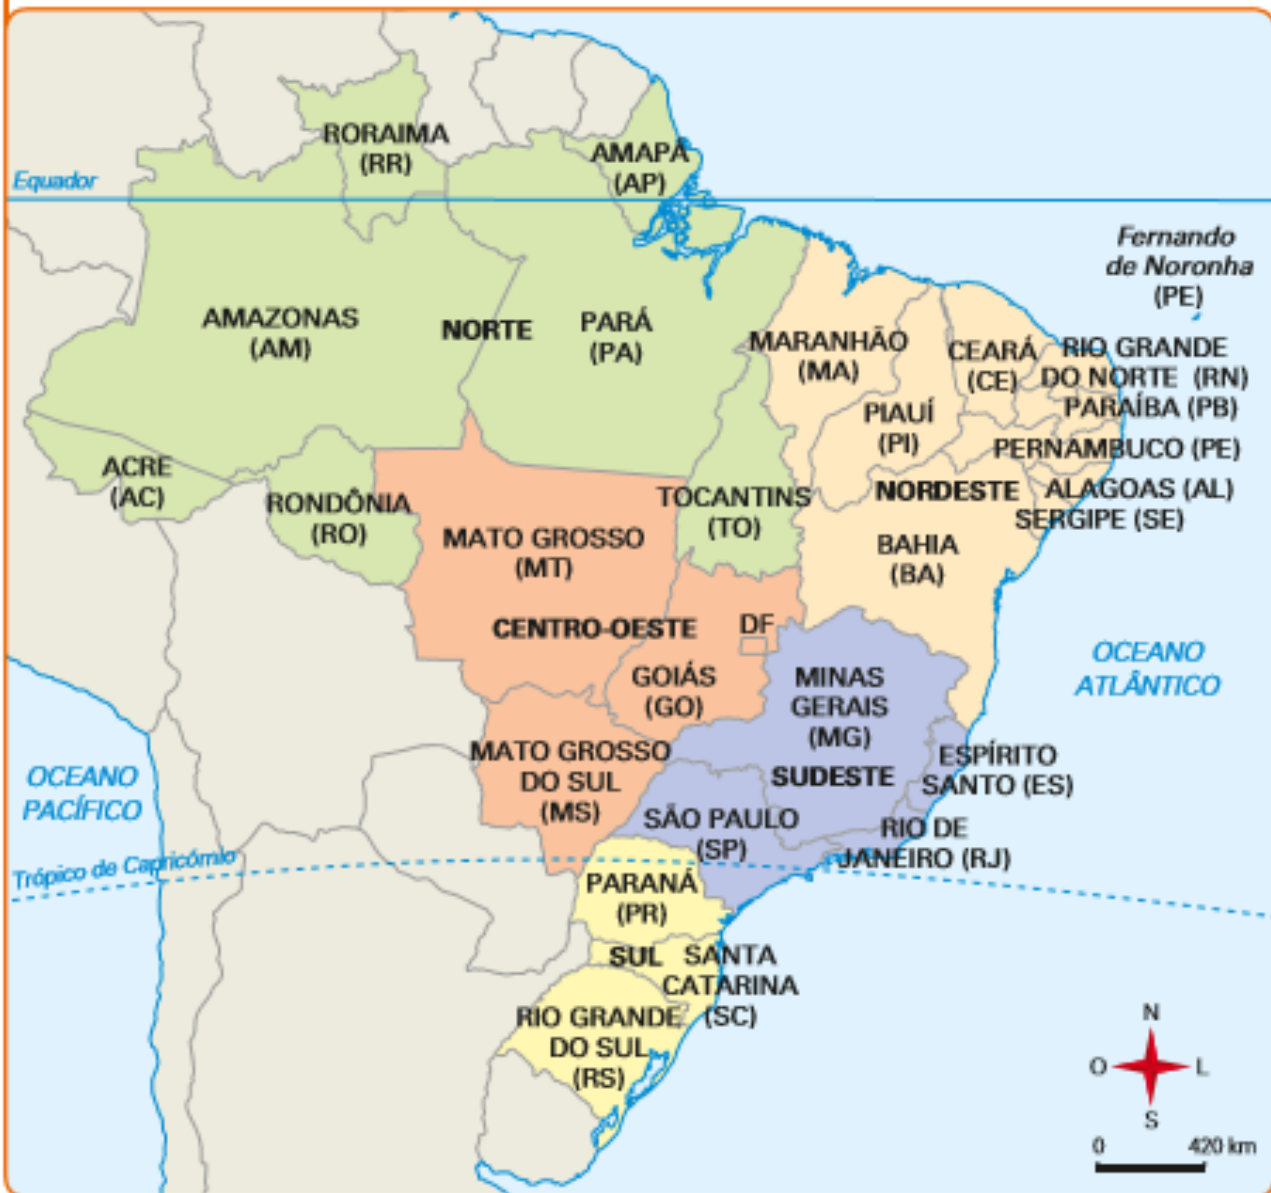 RORAIMA
(RR)
AMAPÁ
(AP)
Equador
Fernando
de Noronha
(PE)
AMAZONAS
(AM)
NORTE
PARÁ
(PA)
MARANHÃO
(MA)
CEARÁ
(CE)
RIO GRANDE
DO NORTE (RN)
PARAÍBA (PB)
PIAUÍ
(PI)
PERNAMBUCO (PE)
ACRE
(AC)
RONDÔNIA
(RO)
TOCANTINS
(TO)
NORDESTE
ALAGOAS (AL)
SERGIPE (SE)
MATO GROSSO
(MT)
BAHIA
(BA)
CENTRO-OESTE
DF
GOIÁS
(GO)
MINAS
GERAIS
(MG)
OCEANO
ATLÂNTICO
MATO GROSSO
DO SUL
(MS)
SUDESTE
ESPÍRITO
SANTO (ES)
OCEANO
PACÍFICO
SÃO PAULO
(SP)
RIO DE
JANEIRO (RJ)
Trópico de Capricórnio
PARANÁ
(PR)
SUL
SANTA
CATARINA
(SC)
RIO GRANDE
DO SUL
(RS)
N
O
L
S
0
420 km